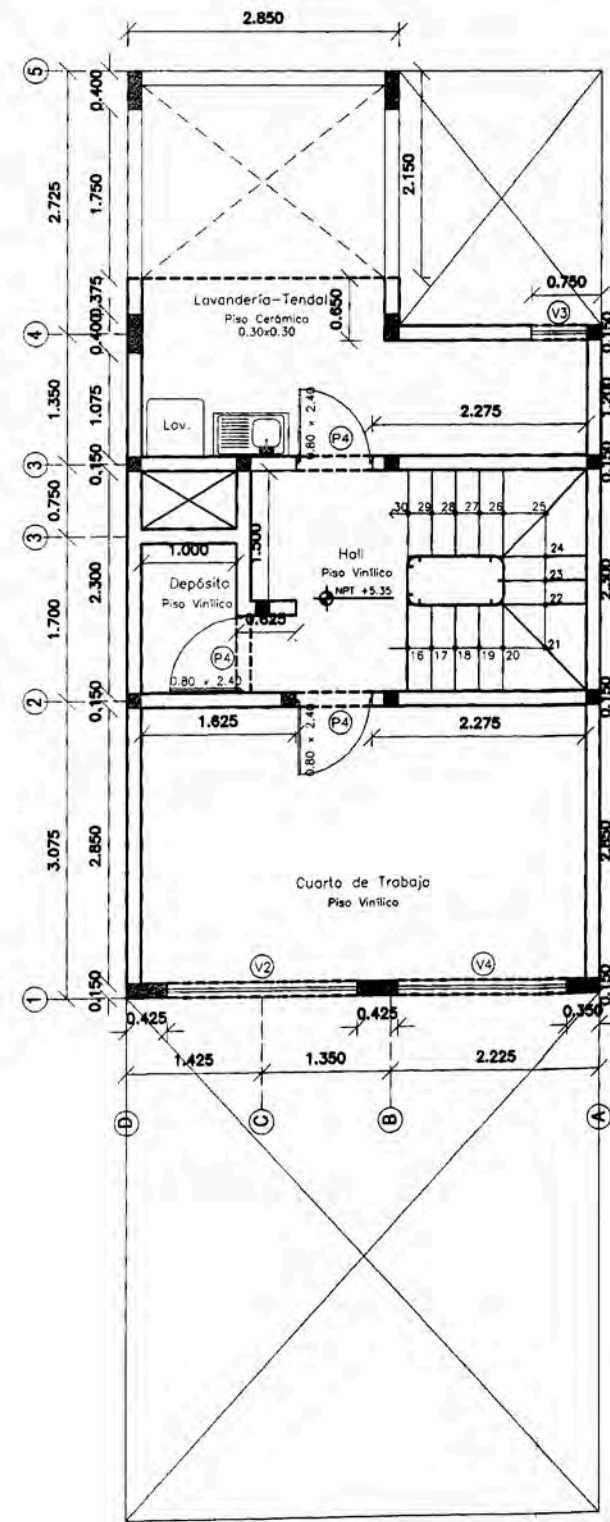 2.850
5
0.400
2.725
1.750
2.150
0.750
V3
0.375
0.400
4
Lavandería-Tendal
Piso Cerámica
0.30x0.30
0.650
0.150
1.350
1.075
1.200
2.275
Lav.
0.80 x 2.40
P4
3
0.150
0.150
0.750
3
30
29
28
27
26
25
24
23
22
21
1.000
1.500
Hall
Piso Vinílico
NPT +5.35
Depósito
Piso Vinílico
2.300
2.300
1.700
0.625
P4
0.80 x 2.40
16
17
18
19
20
2
0.150
0.150
1.625
0.80 x 2.40
P4
2.275
3.075
2.850
2.850
Cuarto de Trabajo
Piso Vinílico
V2
V4
1
0.150
0.150
0.425
0.425
0.350
1.425
1.350
2.225
D
C
B
A